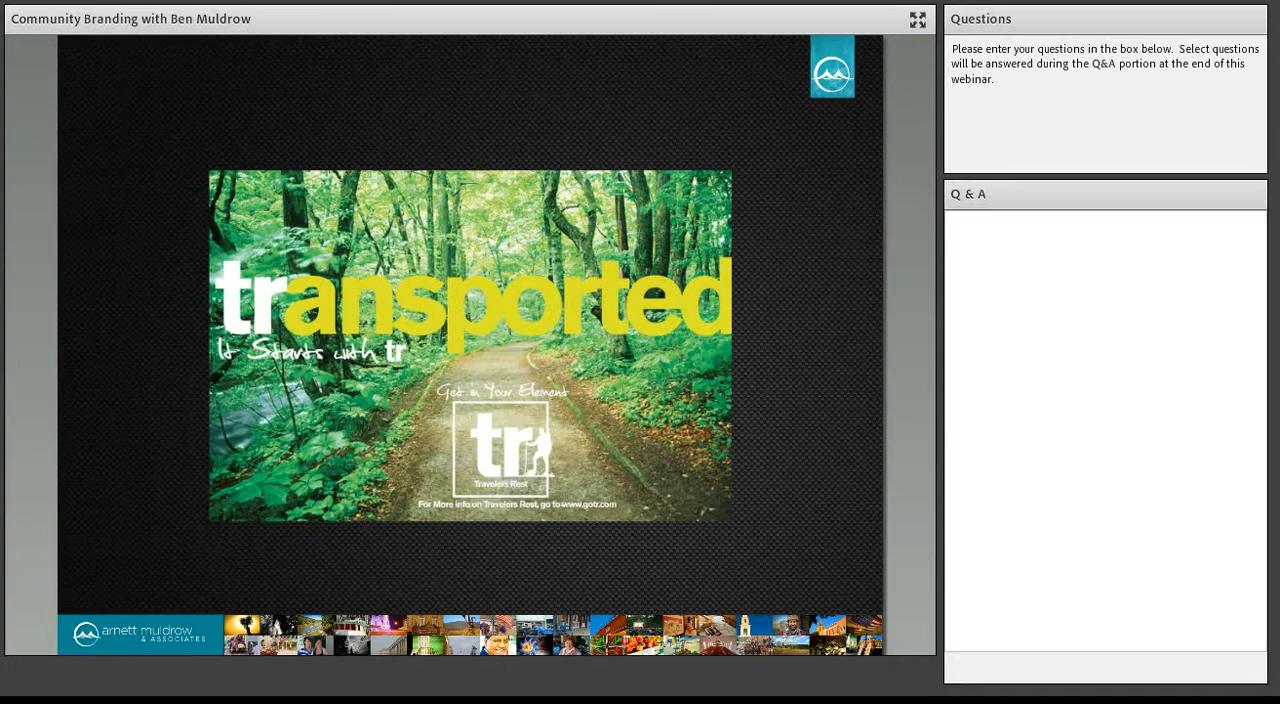 Community Branding with Ben Muldrow
transported
It Starts with tr
Get in Your Element
tr
Travelers Rest
For More info on Travelers Rest, go to www.gotr.com
arnett muldrow
& ASSOCIATES
Questions
Please enter your questions in the box below. Select questions
will be answered during the Q&A portion at the end of this
webinar.
Q & A